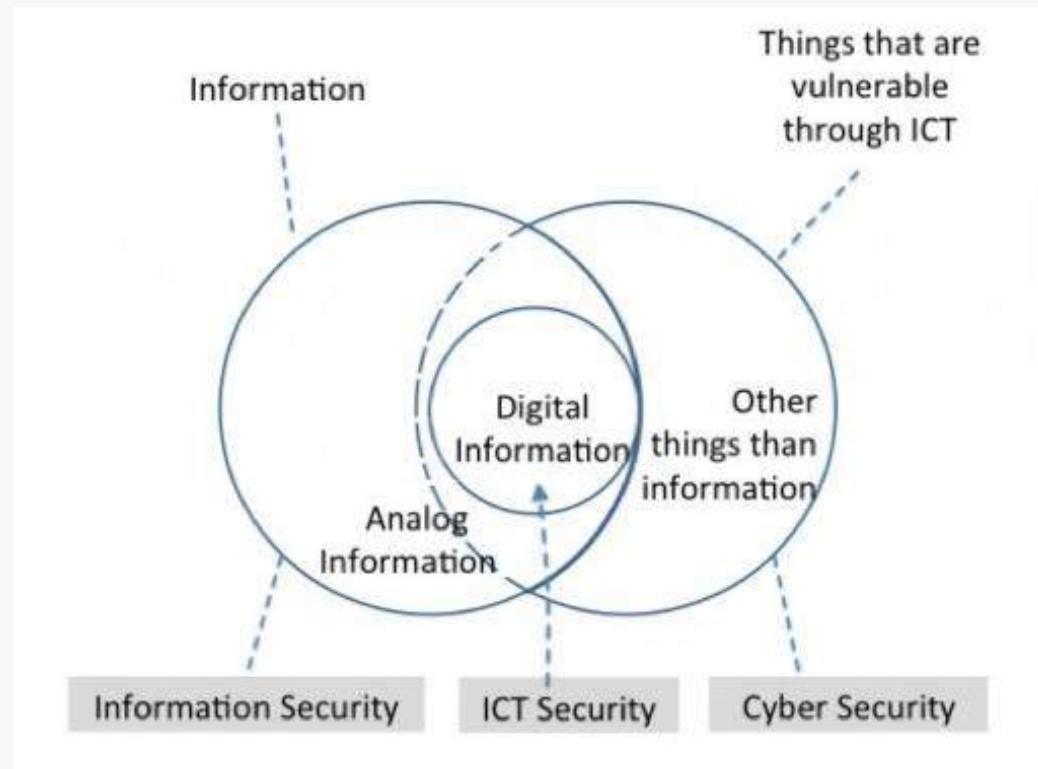 Information
Things that are
vulnerable
through ICT
Digital
Information
Other
things than
information
Analog
Information
Information Security
ICT Security
Cyber Security